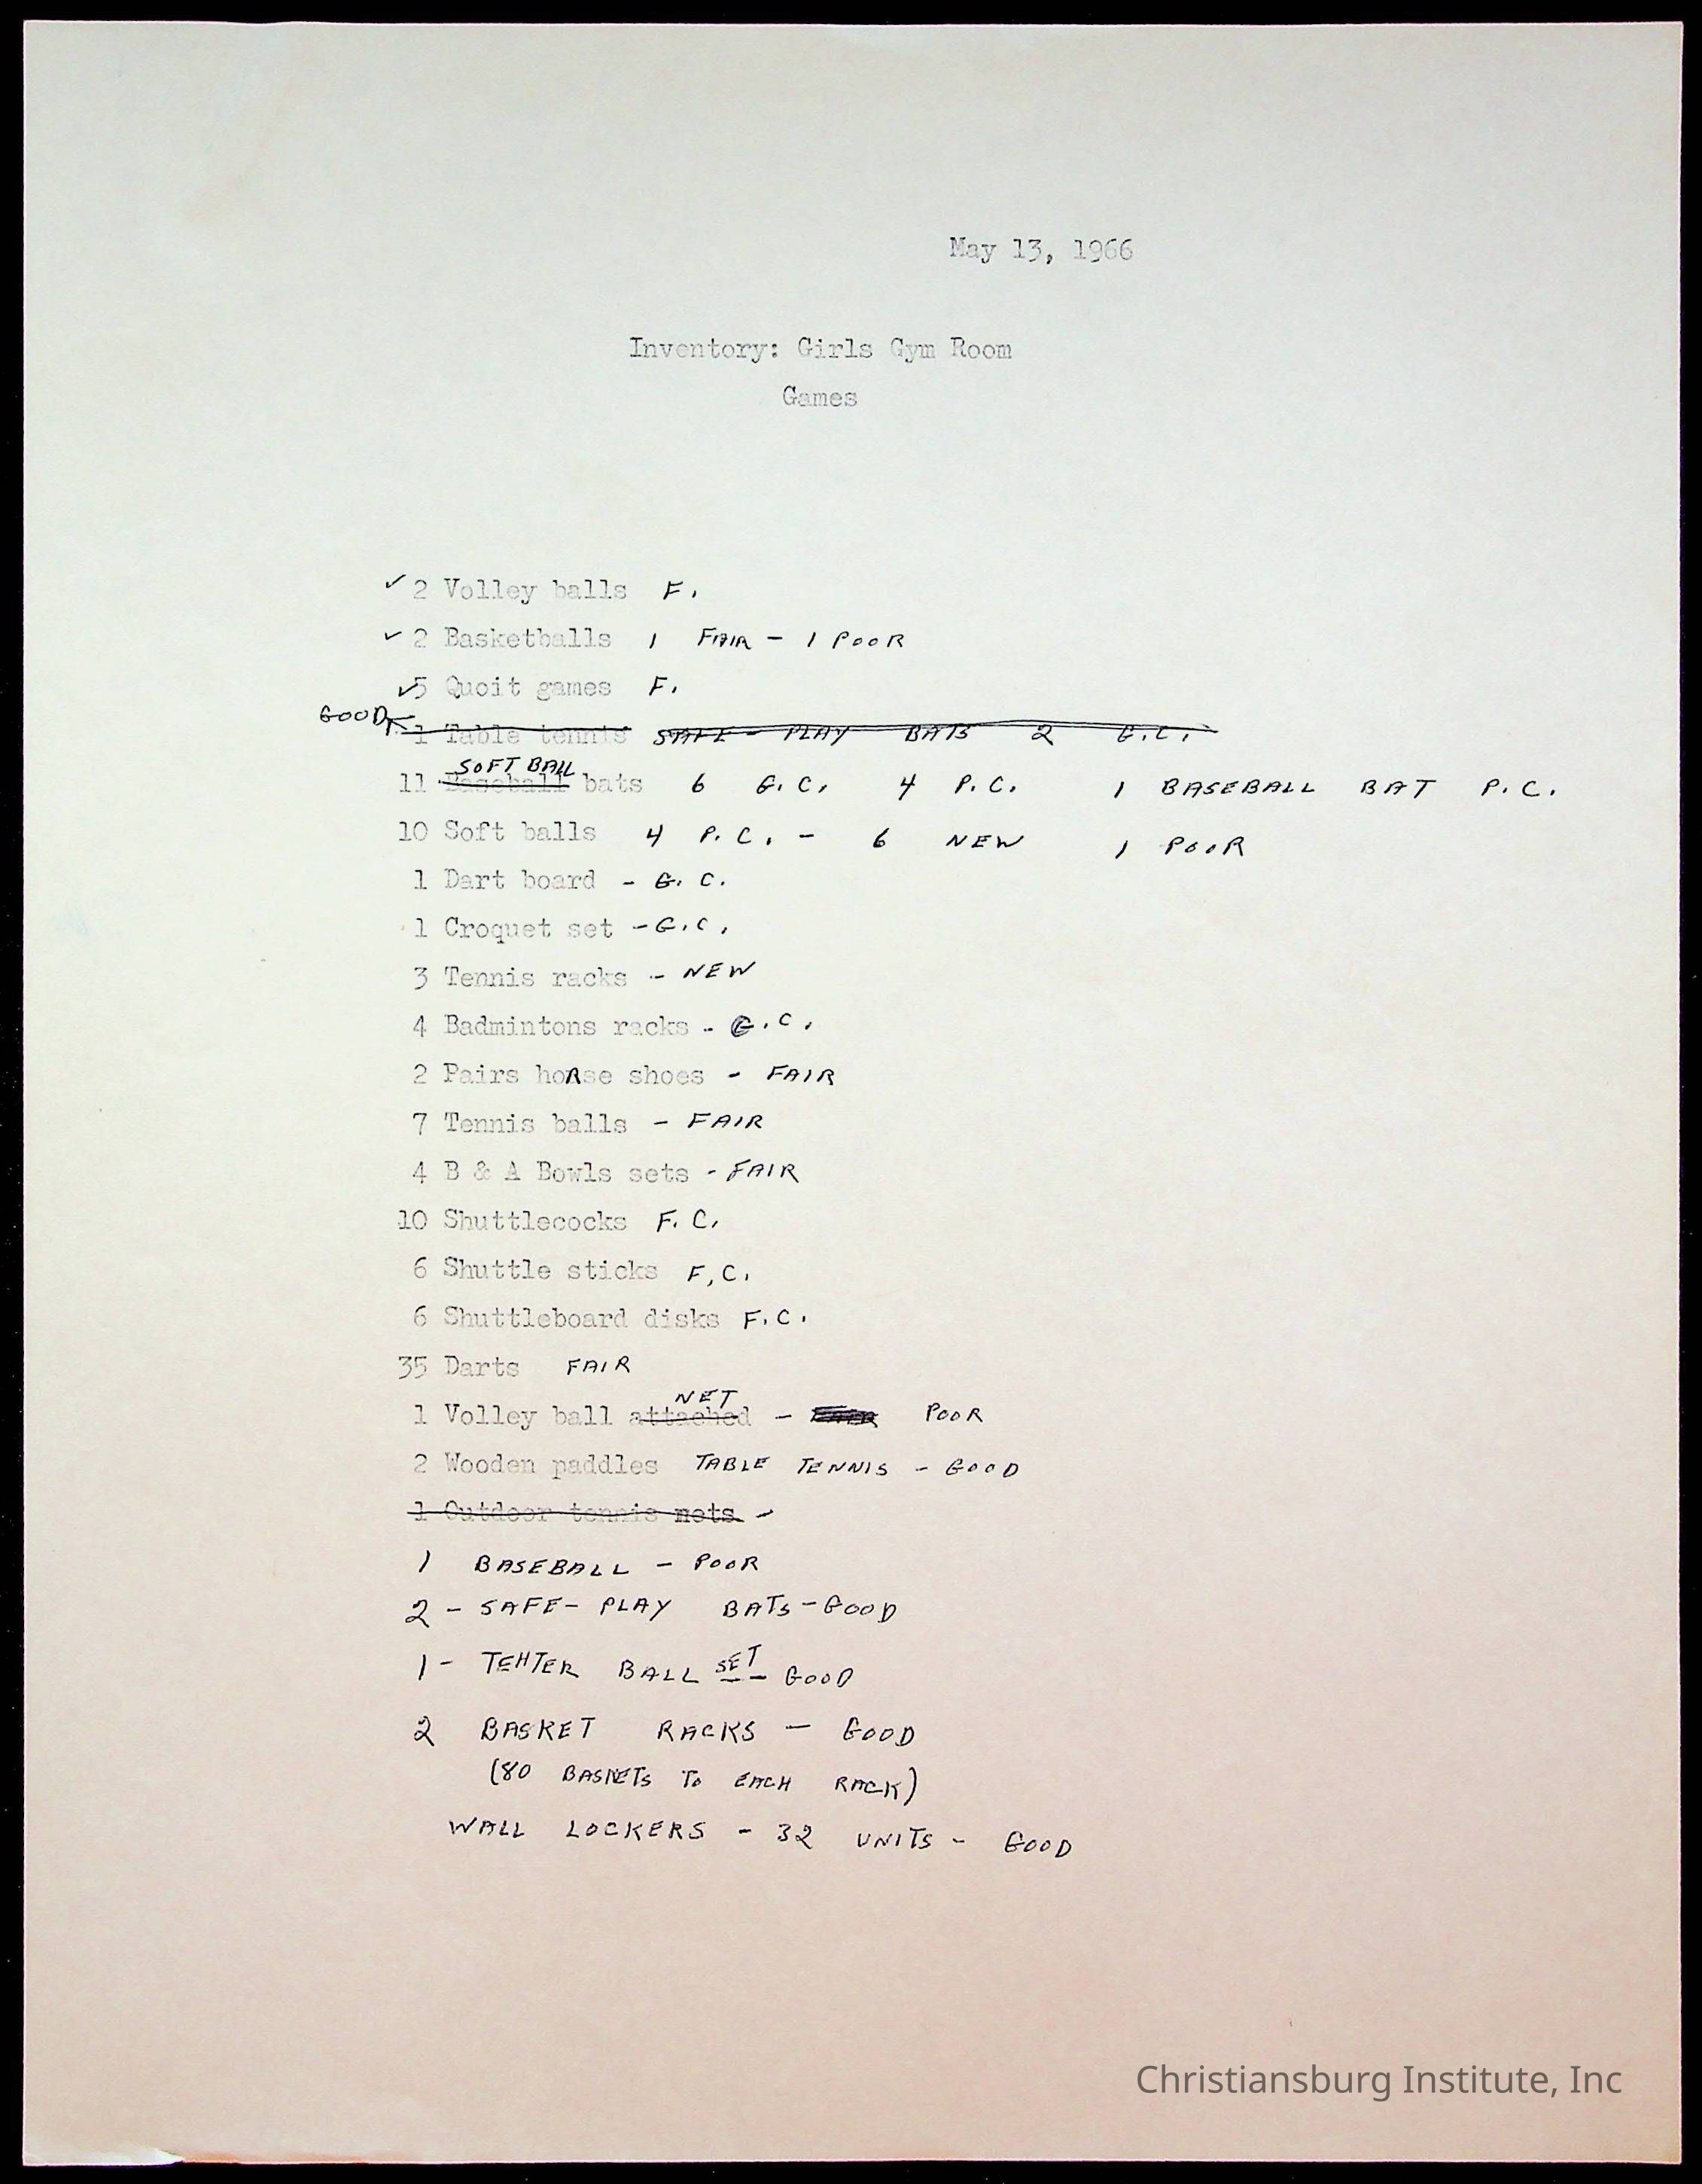 May 13, 1966
Inventory: Girls Gym Room
Games
✓ 2 Volley balls F.
✓ 2 Basketballs 1 FAIR - 1 POOR
✓ 5 Quoit games F.
GOOD 1 Table tennis SAFE - PLAY BATS 2 G.C.
SOFT BALL
11 Baseball bats 6 G.C. 4 P.C. 1 BASEBALL BAT P.C.
10 Soft balls 4 P.C. - 6 NEW 1 POOR
1 Dart board - G.C.
1 Croquet set - G.C.
3 Tennis racks - NEW
4 Badmintons racks - G.C.
2 Pairs hoRse shoes - FAIR
7 Tennis balls - FAIR
4 B & A Bowls sets - FAIR
10 Shuttlecocks F.C.
6 Shuttle sticks F,C.
6 Shuttleboard disks F.C.
35 Darts FAIR
NET
1 Volley ball attached - FAIR POOR
2 Wooden paddles TABLE TENNIS - GOOD
1 Outdoor tennis nets -
1 BASEBALL - POOR
2 - SAFE - PLAY BATS - GOOD
1 - TEHTER BALL SET - GOOD
2 BASKET RACKS - GOOD
(80 BASKETS TO EACH RACK)
WALL LOCKERS - 32 UNITS - GOOD
Christiansburg Institute, Inc